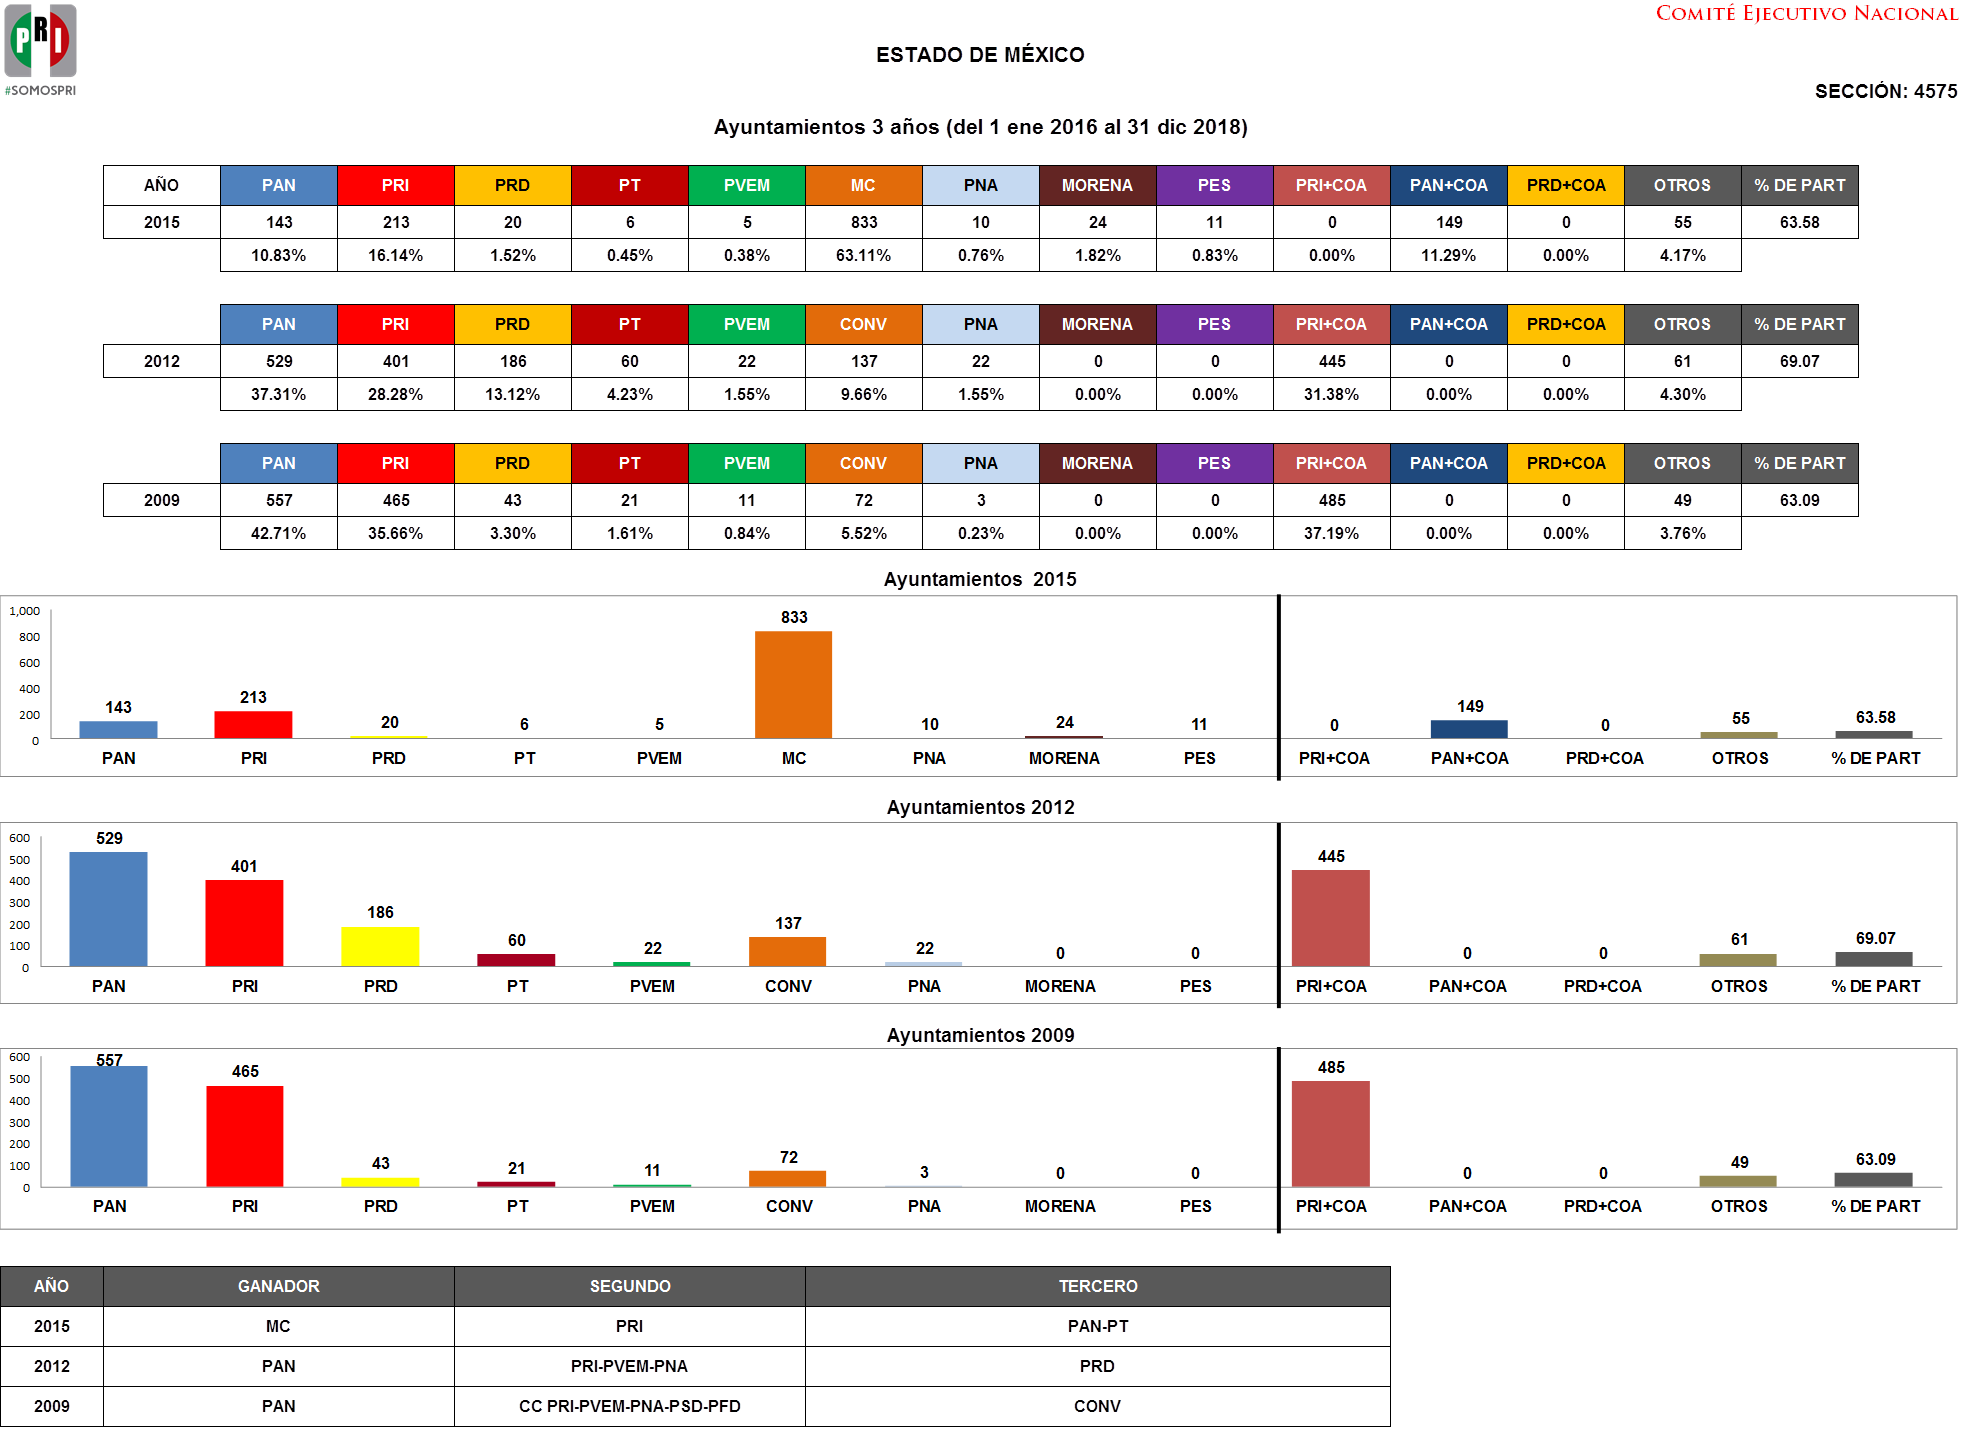 COMITÉ EJECUTIVO NACIONAL
PRI
#SOMOSPRI
ESTADO DE MÉXICO
SECCIÓN: 4575
Ayuntamientos 3 años (del 1 ene 2016 al 31 dic 2018)
AÑO PAN PRI PRD PT PVEM MC PNA MORENA PES PRI+COA PAN+COA PRD+COA OTROS % DE PART
2015 143 213 20 6 5 833 10 24 11 0 149 0 55 63.58
10.83% 16.14% 1.52% 0.45% 0.38% 63.11% 0.76% 1.82% 0.83% 0.00% 11.29% 0.00% 4.17%
PAN PRI PRD PT PVEM CONV PNA MORENA PES PRI+COA PAN+COA PRD+COA OTROS % DE PART
2012 529 401 186 60 22 137 22 0 0 445 0 0 61 69.07
37.31% 28.28% 13.12% 4.23% 1.55% 9.66% 1.55% 0.00% 0.00% 31.38% 0.00% 0.00% 4.30%
PAN PRI PRD PT PVEM CONV PNA MORENA PES PRI+COA PAN+COA PRD+COA OTROS % DE PART
2009 557 465 43 21 11 72 3 0 0 485 0 0 49 63.09
42.71% 35.66% 3.30% 1.61% 0.84% 5.52% 0.23% 0.00% 0.00% 37.19% 0.00% 0.00% 3.76%
Ayuntamientos 2015
1,000
800
600
400
200
0
143 213 20 6 5 833 10 24 11 0 149 0 55 63.58
PAN PRI PRD PT PVEM MC PNA MORENA PES PRI+COA PAN+COA PRD+COA OTROS % DE PART
Ayuntamientos 2012
600
500
400
300
200
100
0
529 401 186 60 22 137 22 0 0 445 0 0 61 69.07
PAN PRI PRD PT PVEM CONV PNA MORENA PES PRI+COA PAN+COA PRD+COA OTROS % DE PART
Ayuntamientos 2009
600
500
400
300
200
100
0
557 465 43 21 11 72 3 0 0 485 0 0 49 63.09
PAN PRI PRD PT PVEM CONV PNA MORENA PES PRI+COA PAN+COA PRD+COA OTROS % DE PART
AÑO GANADOR SEGUNDO TERCERO
2015 MC PRI PAN-PT
2012 PAN PRI-PVEM-PNA PRD
2009 PAN CC PRI-PVEM-PNA-PSD-PFD CONV